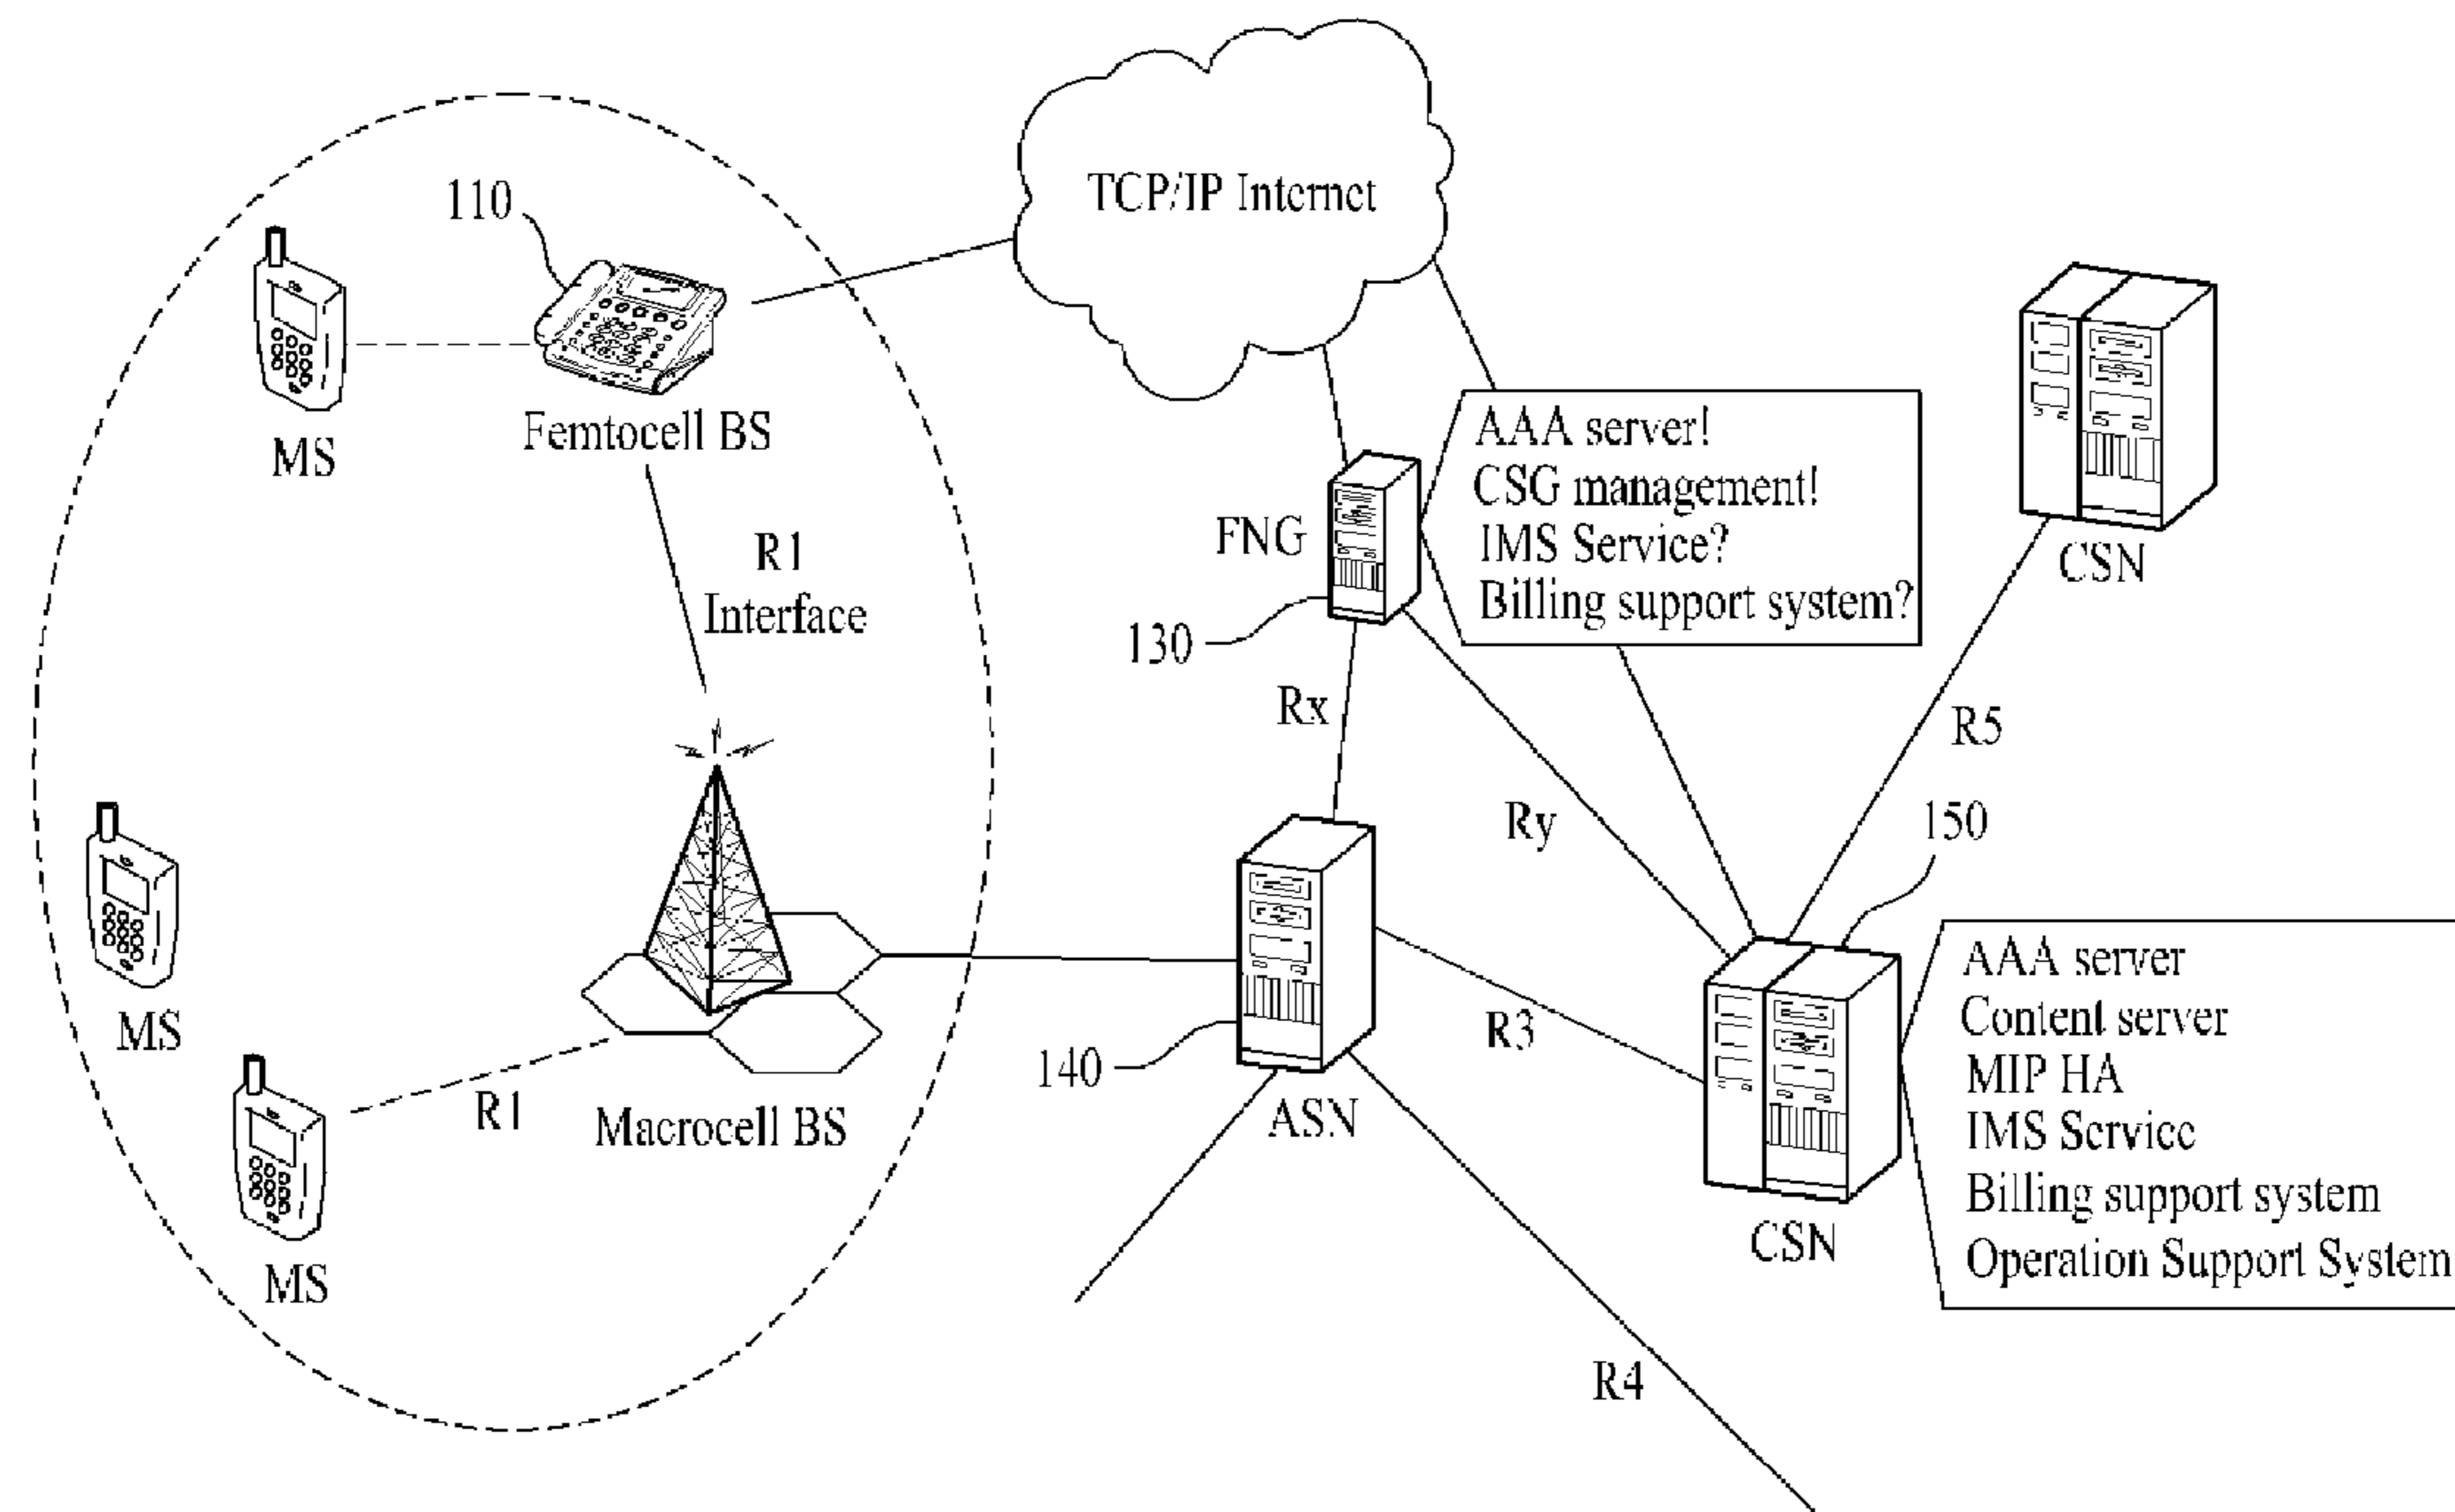 TCP/IP Internet
110
MS
Femtocell BS
R1
Interface
FNG
130
AAA server!
CSG management!
IMS Service?
Billing support system?
CSN
Rx
Ry
R5
150
MS
R1
Macrocell BS
140
ASN
R3
CSN
AAA server
Content server
MIP HA
IMS Service
Billing support system
Operation Support System
MS
R4